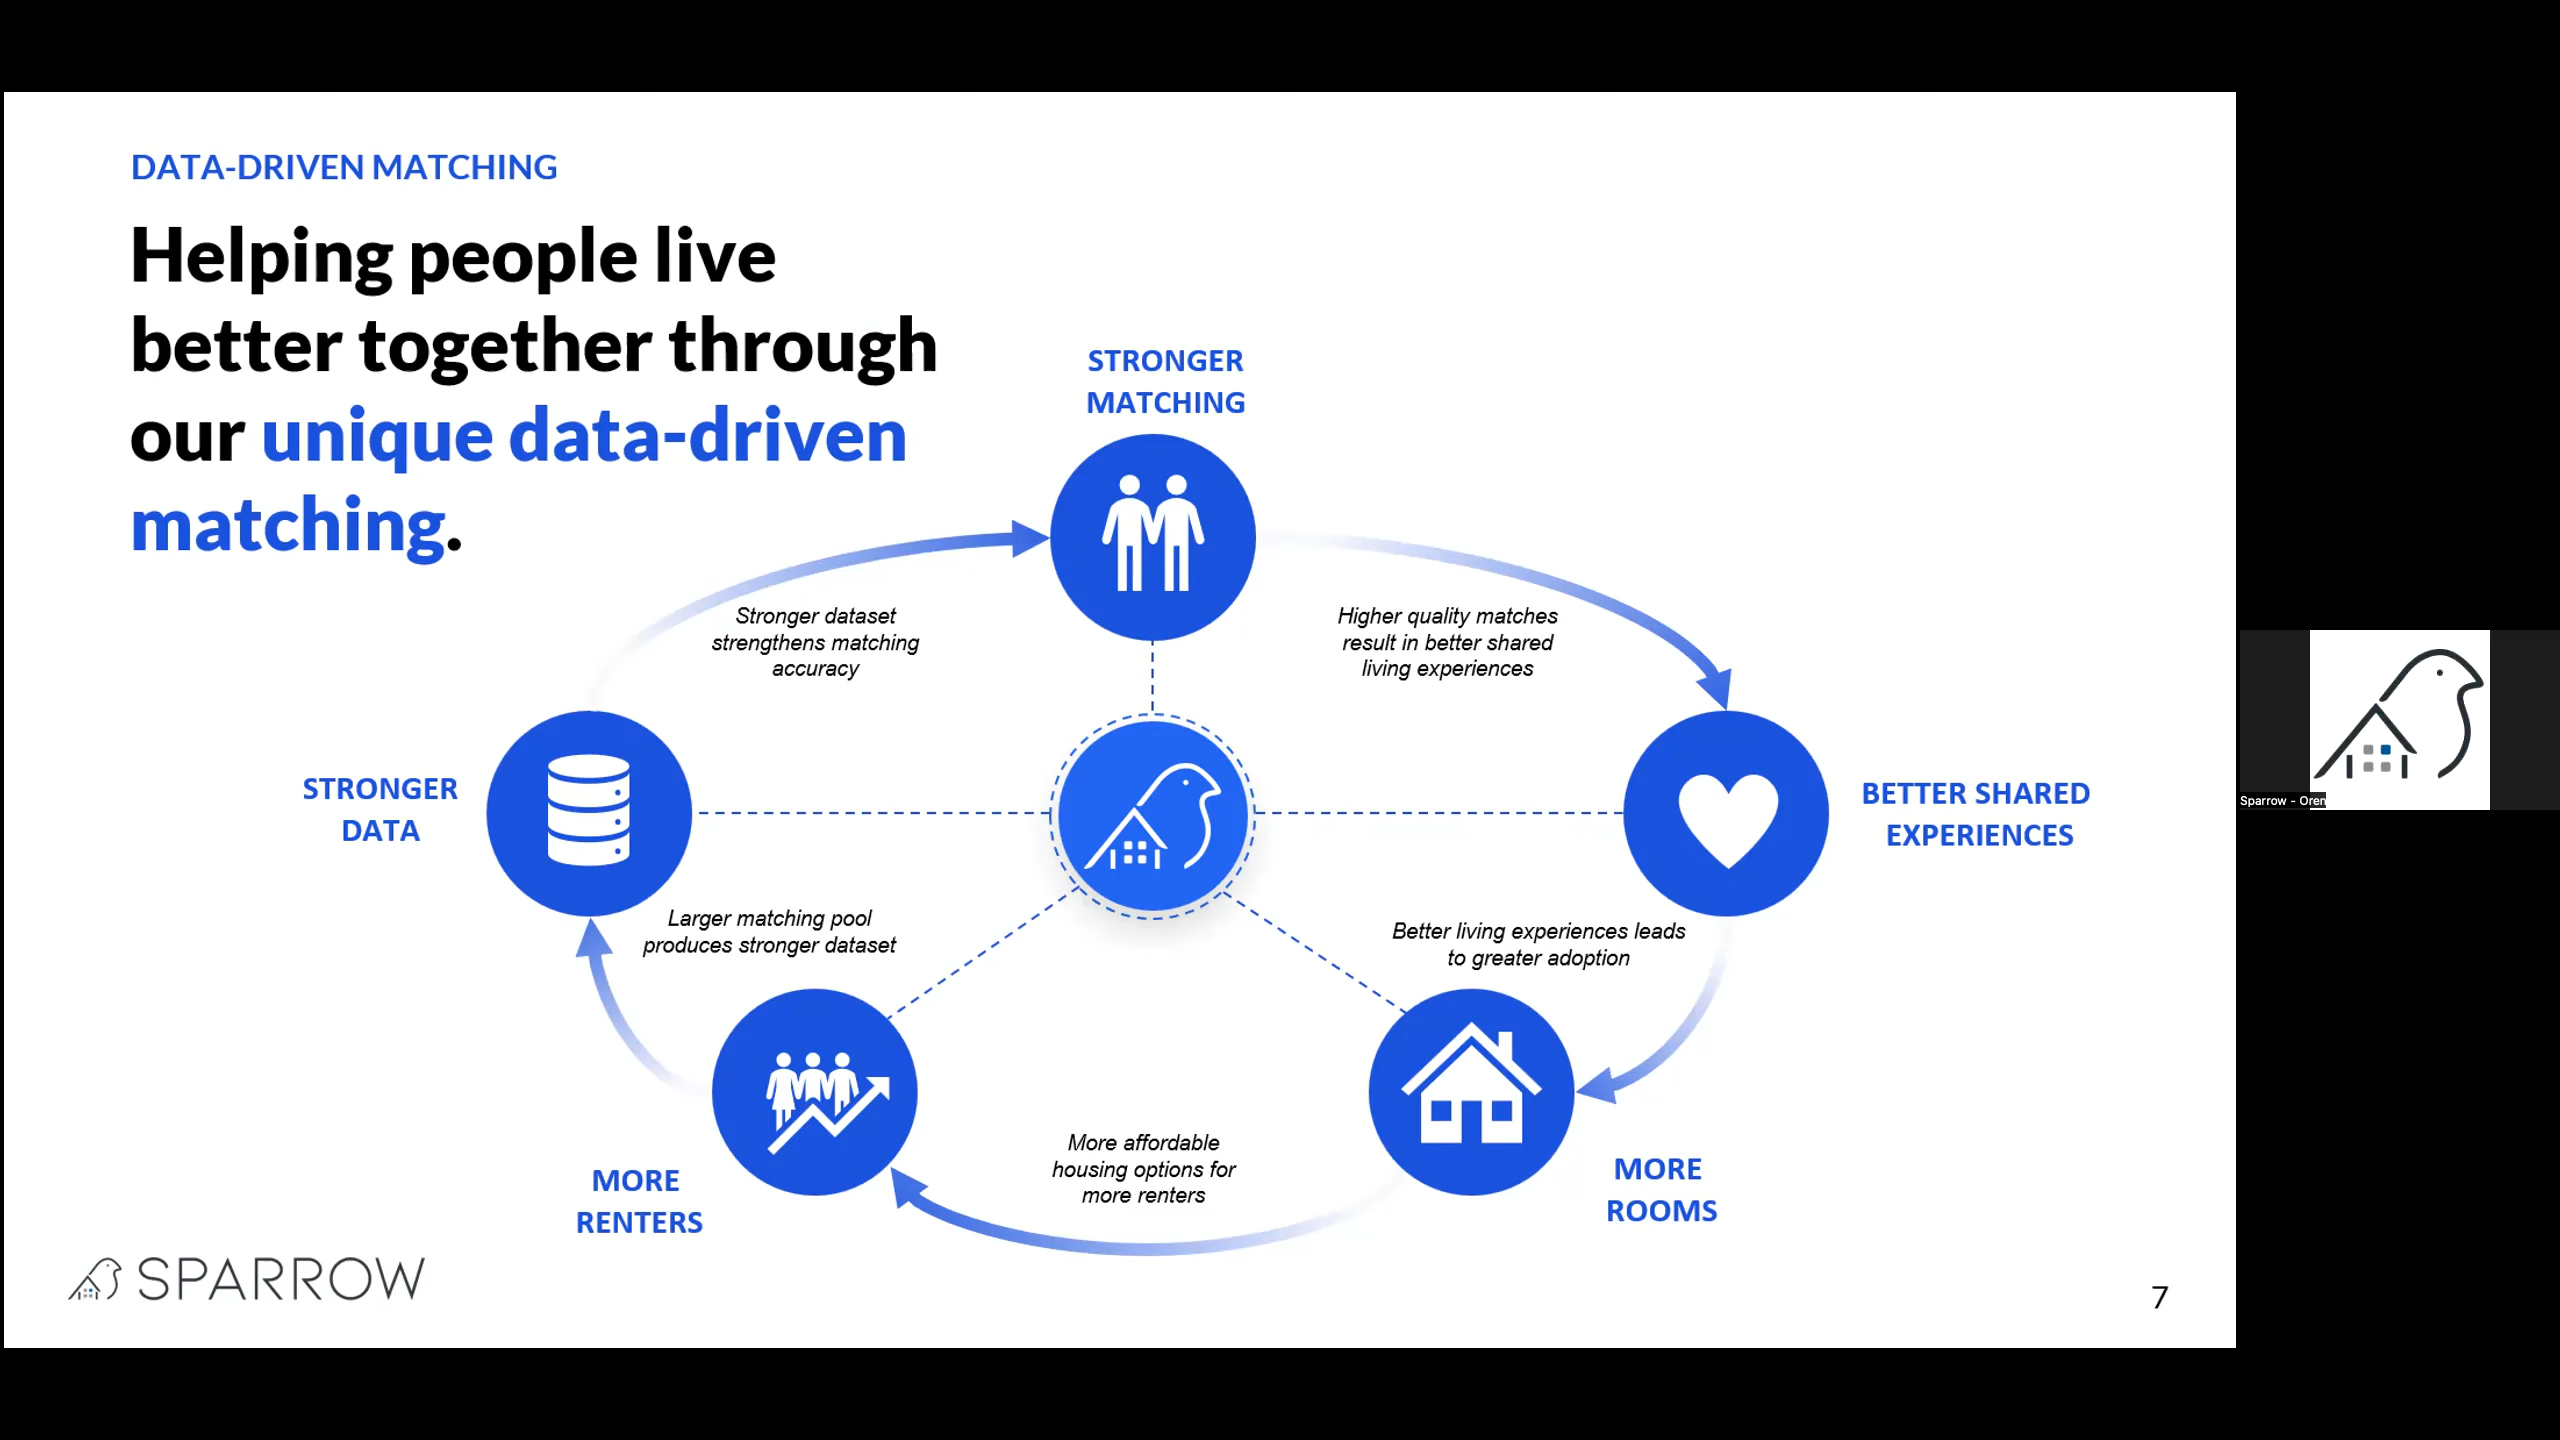 DATA-DRIVEN MATCHING
Helping people live
better together through
our unique data-driven
matching.
STRONGER
MATCHING
Stronger dataset
strengthens matching
accuracy
Higher quality matches
result in better shared
living experiences
STRONGER
DATA
BETTER SHARED
EXPERIENCES
Larger matching pool
produces stronger dataset
Better living experiences leads
to greater adoption
More affordable
housing options for
more renters
MORE
RENTERS
MORE
ROOMS
SPARROW
7
Sparrow - Oren